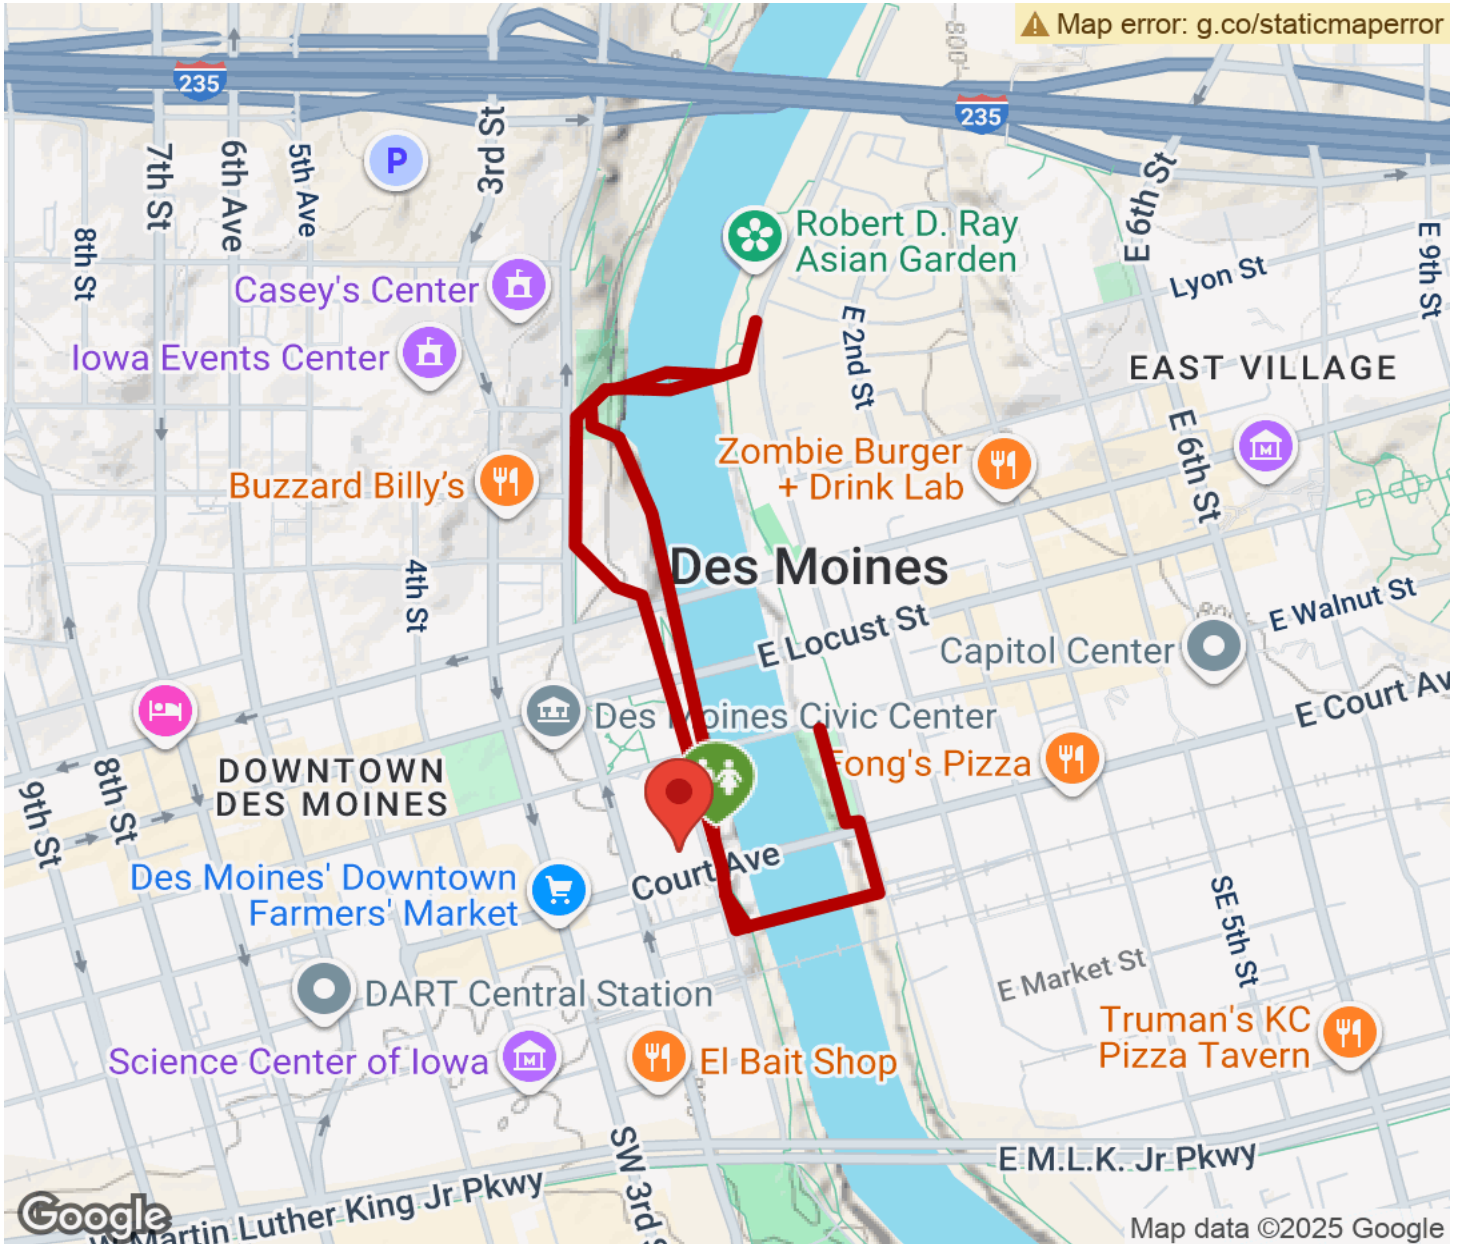 Map error: g.co/staticmaperror
235
235
808
7th St
6th Ave
5th Ave
P
3rd St
E 6th St
8th St
Robert D. Ray
Asian Garden
Lyon St
E 9th St
Casey's Center
Iowa Events Center
E 2nd St
EAST VILLAGE
Buzzard Billy's
Zombie Burger
+ Drink Lab
E 6th St
4th St
Des Moines
E Locust St
E Walnut St
Capitol Center
E Court Av
Des Moines Civic Center
Fong's Pizza
DOWNTOWN
DES MOINES
8th St
9th St
Court Ave
Des Moines' Downtown
Farmers' Market
SE 5th St
E Market St
DART Central Station
Science Center of Iowa
El Bait Shop
Truman's KC
Pizza Tavern
SW 3rd S
E M.L.K. Jr Pkwy
W Martin Luther King Jr Pkwy
Google
Map data ©2025 Google